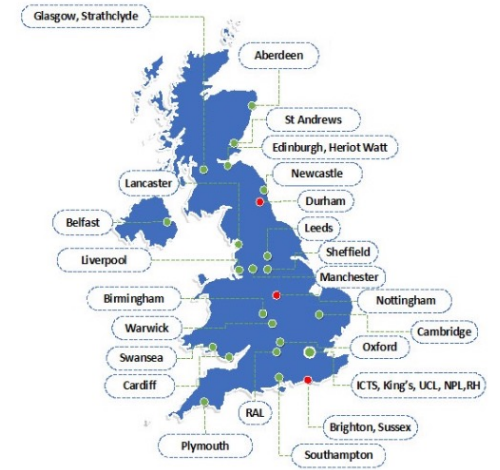 Glasgow, Strathclyde
Aberdeen
St Andrews
Edinburgh, Heriot Watt
Newcastle
Lancaster
Durham
Belfast
Leeds
Sheffield
Liverpool
Manchester
Birmingham
Nottingham
Warwick
Cambridge
Swansea
Oxford
Cardiff
ICTS, King's, UCL, NPL,RH
RAL
Brighton, Sussex
Plymouth
Southampton